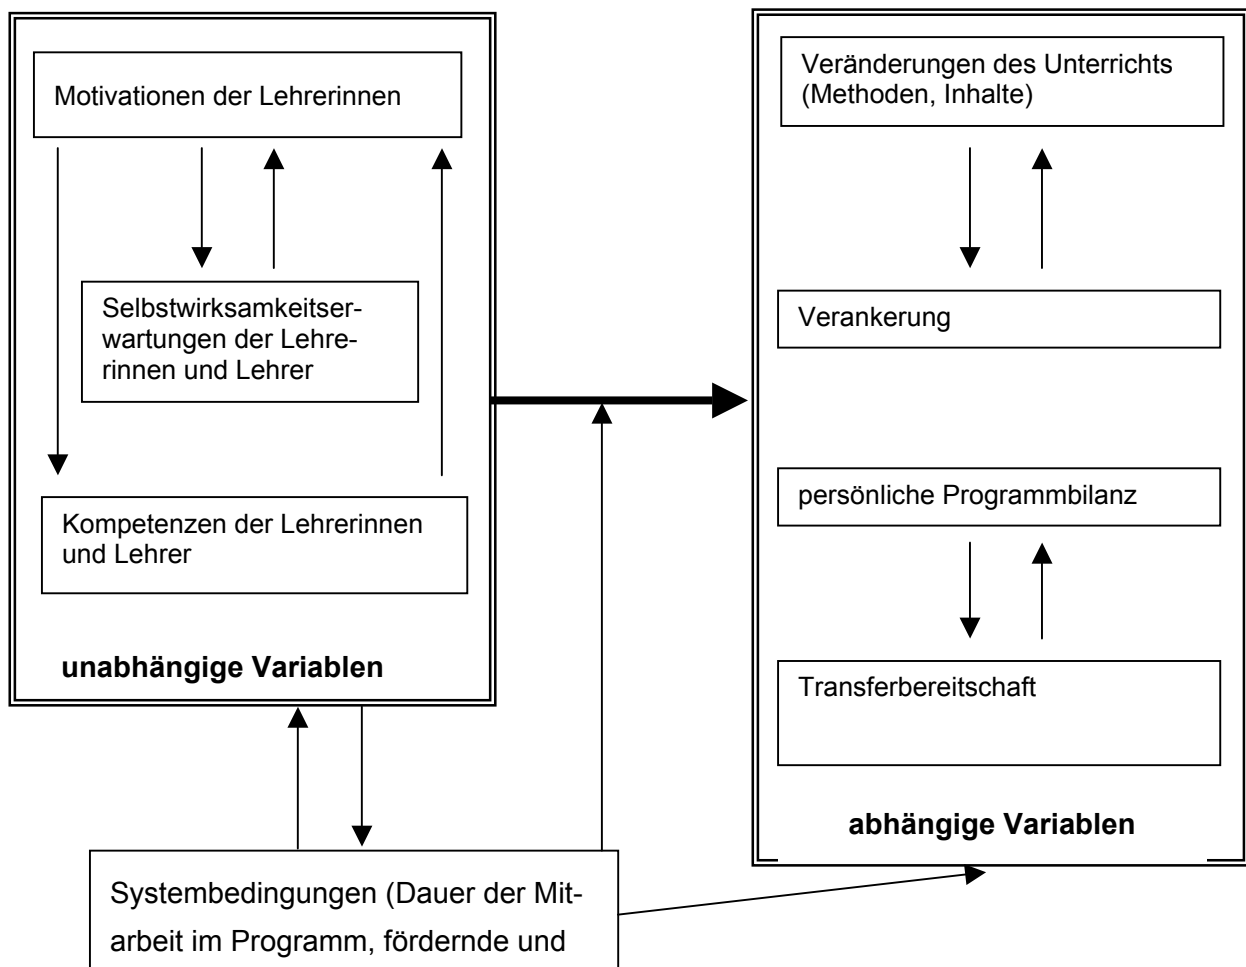 Motivationen der Lehrerinnen
Selbstwirksamkeitser-
wartungen der Lehre-
rinnen und Lehrer
Kompetenzen der Lehrerinnen
und Lehrer
unabhängige Variablen
Veränderungen des Unterrichts
(Methoden, Inhalte)
Verankerung
persönliche Programmbilanz
Transferbereitschaft
abhängige Variablen
Systembedingungen (Dauer der Mit-
arbeit im Programm, fördernde und